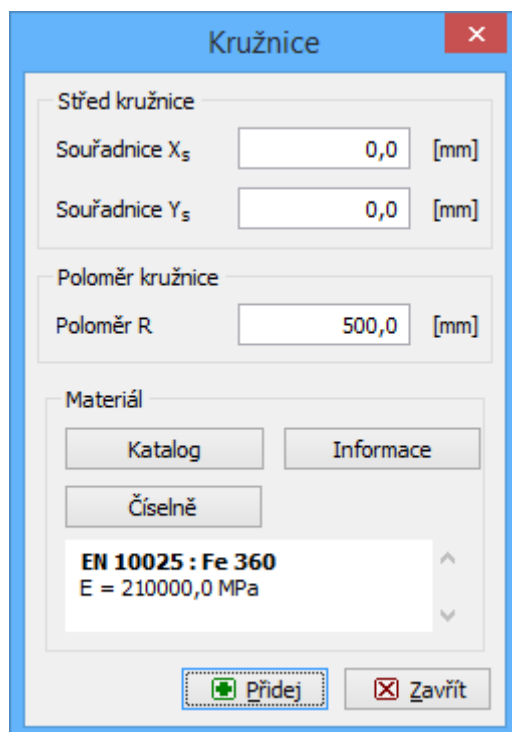 Kružnice
Střed kružnice
Souřadnice Xs 0,0 [mm]
Souřadnice Ys 0,0 [mm]
Poloměr kružnice
Poloměr R 500,0 [mm]
Materiál
Katalog Informace
Číselně
EN 10025 : Fe 360
E = 210000,0 MPa
Přidej Zavřít